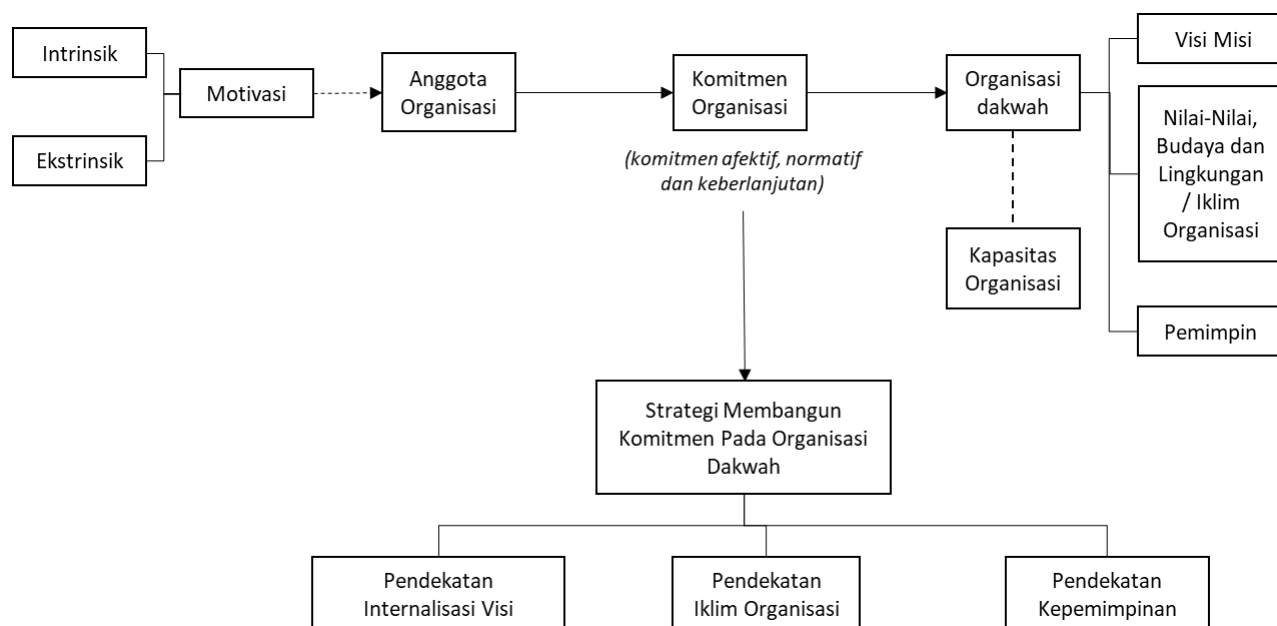 Intrinsik
Ekstrinsik
Motivasi
Anggota
Organisasi
Komitmen
Organisasi
(komitmen afektif, normatif
dan keberlanjutan)
Organisasi
dakwah
Kapasitas
Organisasi
Visi Misi
Nilai-Nilai,
Budaya dan
Lingkungan
/ Iklim
Organisasi
Pemimpin
Strategi Membangun
Komitmen Pada Organisasi
Dakwah
Pendekatan
Internalisasi Visi
Pendekatan
Iklim Organisasi
Pendekatan
Kepemimpinan